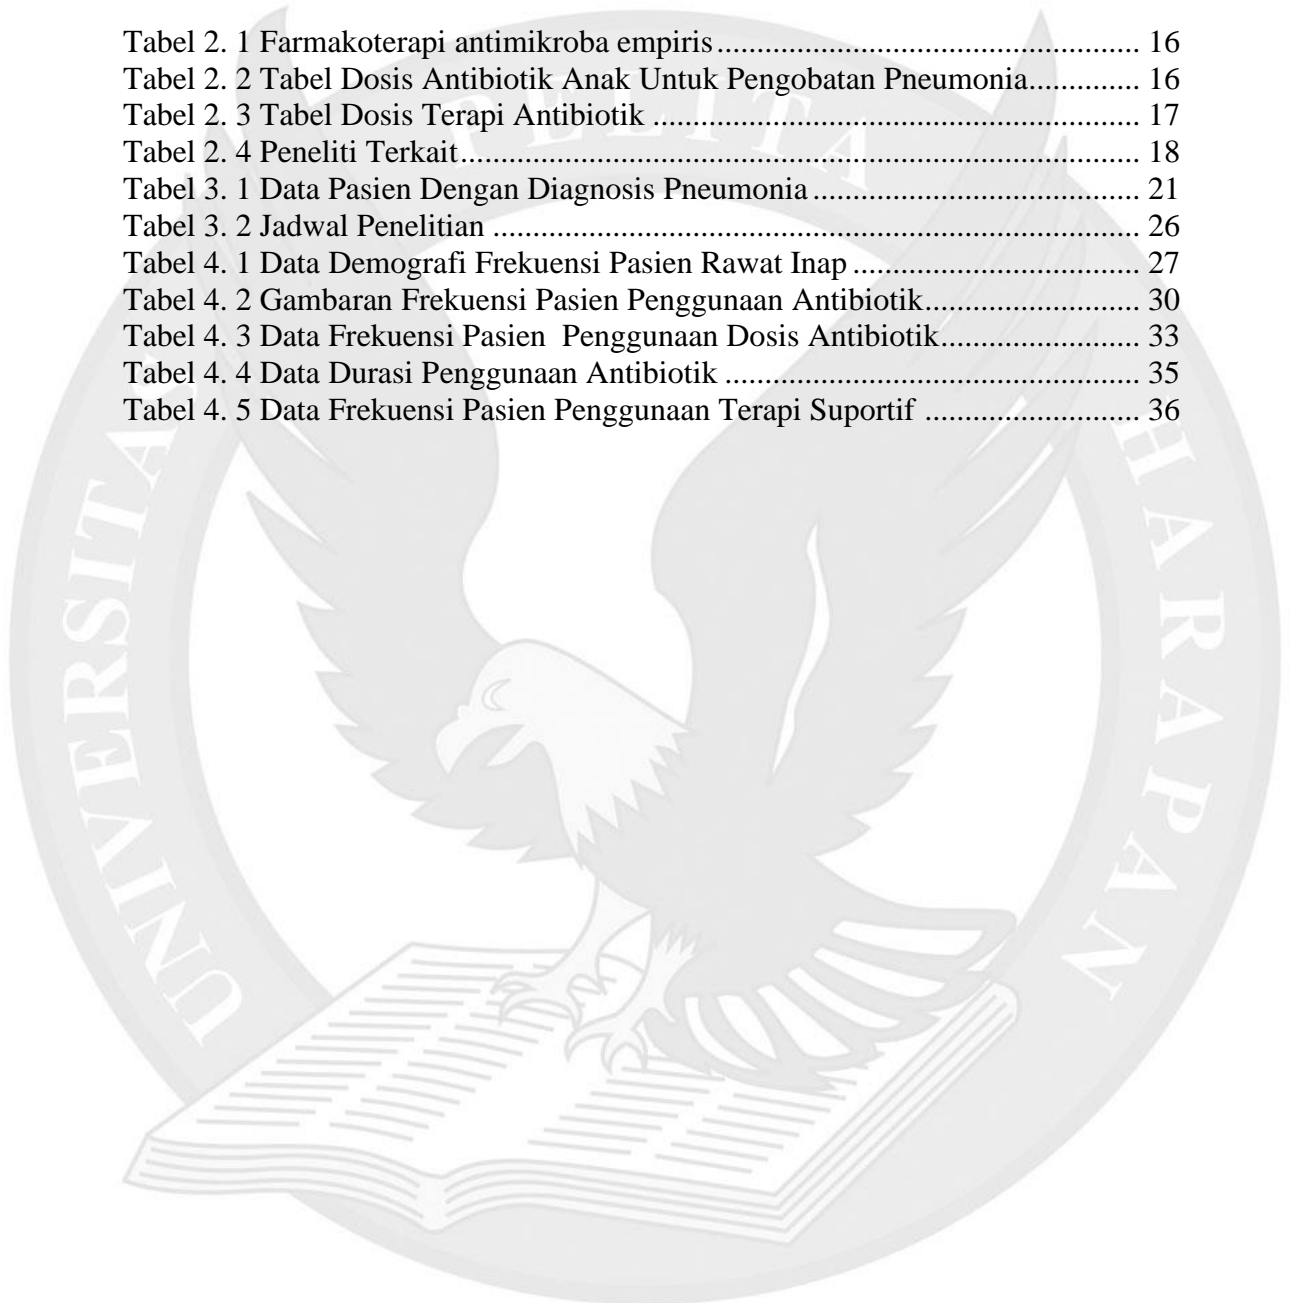 Tabel 2. 1 Farmakoterapi antimikroba empiris............................................ 16
Tabel 2. 2 Tabel Dosis Antibiotik Anak Untuk Pengobatan Pneumonia............ 16
Tabel 2. 3 Tabel Dosis Terapi Antibiotik ................................................... 17
Tabel 2. 4 Peneliti Terkait....................................................................... 18
Tabel 3. 1 Data Pasien Dengan Diagnosis Pneumonia.................................. 21
Tabel 3. 2 Jadwal Penelitian .................................................................... 26
Tabel 4. 1 Data Demografi Frekuensi Pasien Rawat Inap .............................. 27
Tabel 4. 2 Gambaran Frekuensi Pasien Penggunaan Antibiotik....................... 30
Tabel 4. 3 Data Frekuensi Pasien  Penggunaan Dosis Antibiotik..................... 33
Tabel 4. 4 Data Durasi Penggunaan Antibiotik ........................................... 35
Tabel 4. 5 Data Frekuensi Pasien Penggunaan Terapi Suportif ....................... 36
UNIVERSITAS PELITA HARAPAN